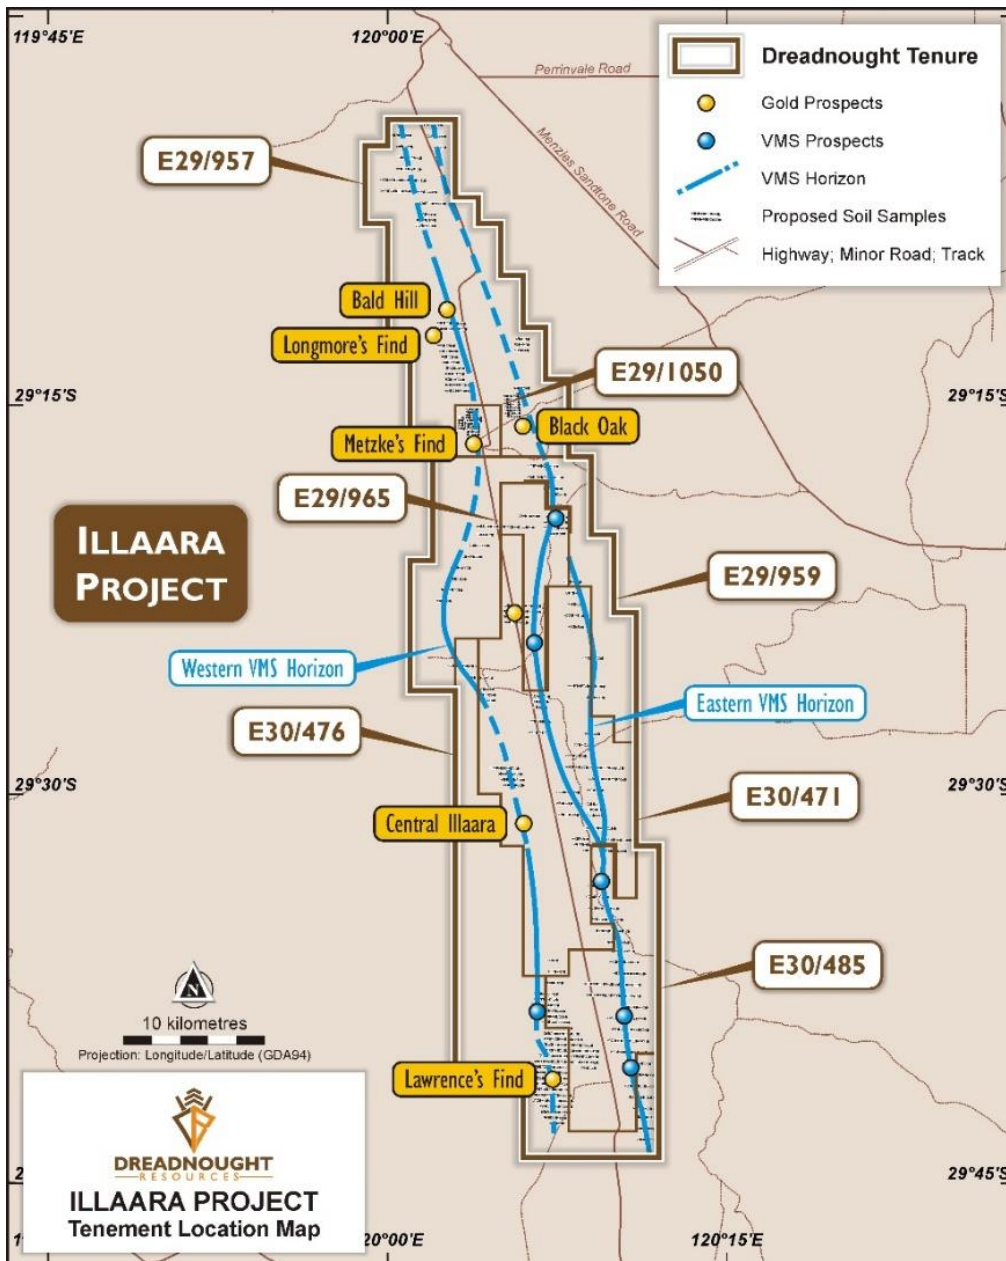 119°45'E
120°00'E
Dreadnought Tenure
Gold Prospects
VMS Prospects
VMS Horizon
Proposed Soil Samples
Highway; Minor Road; Track
Perrinvale Road
Menzies Sandtone Road
E29/957
Bald Hill
Longmore's Find
E29/1050
29°15'S
29°15'S
Black Oak
Metzke's Find
E29/965
ILLAARA
PROJECT
E29/959
Western VMS Horizon
Eastern VMS Horizon
E30/476
29°30'S
29°30'S
E30/471
Central Illaara
E30/485
N
10 kilometres
Projection: Longitude/Latitude (GDA94)
Lawrence's Find
DREADNOUGHT
RESOURCES
ILLAARA PROJECT
Tenement Location Map
29°45'S
120°00'E
120°15'E